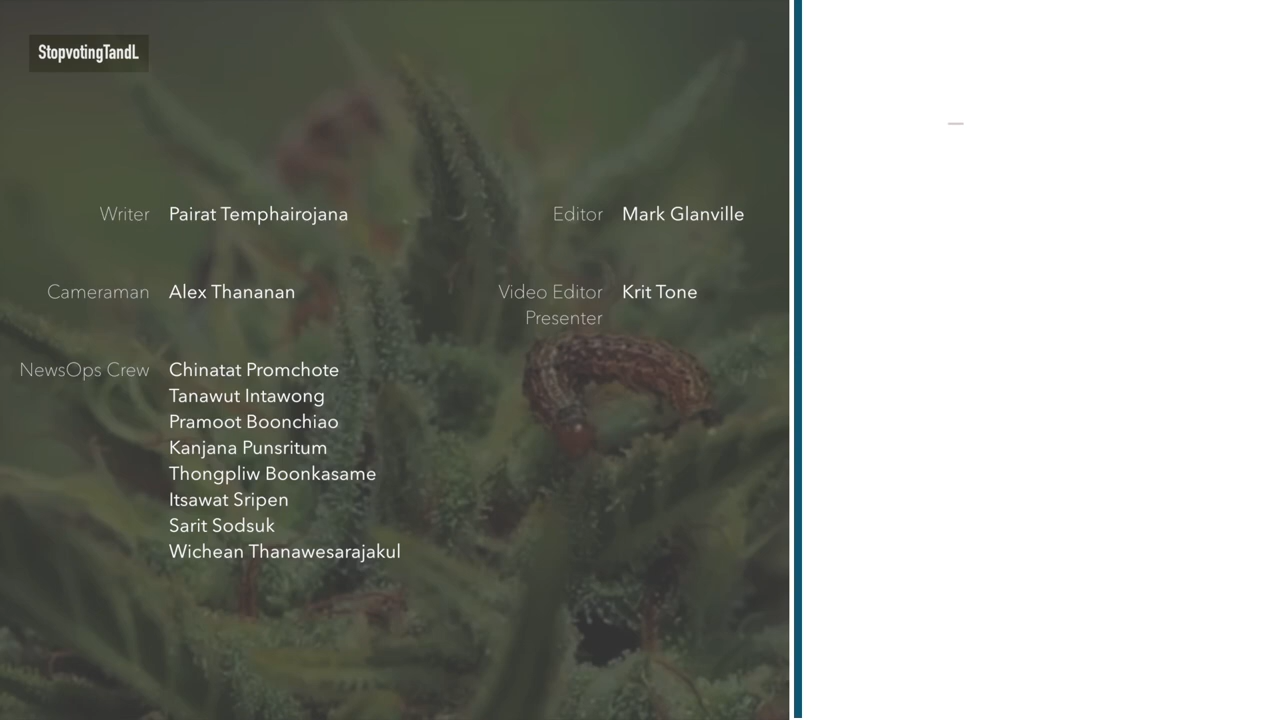 StopvotingTandL
Writer Pairat Temphairojana
Editor Mark Glanville
Cameraman Alex Thananan
Video Editor Krit Tone
Presenter
NewsOps Crew Chinatat Promchote
Tanawut Intawong
Pramoot Boonchiao
Kanjana Punsritum
Thongpliw Boonkasame
Itsawat Sripen
Sarit Sodsuk
Wichean Thanawesarajakul